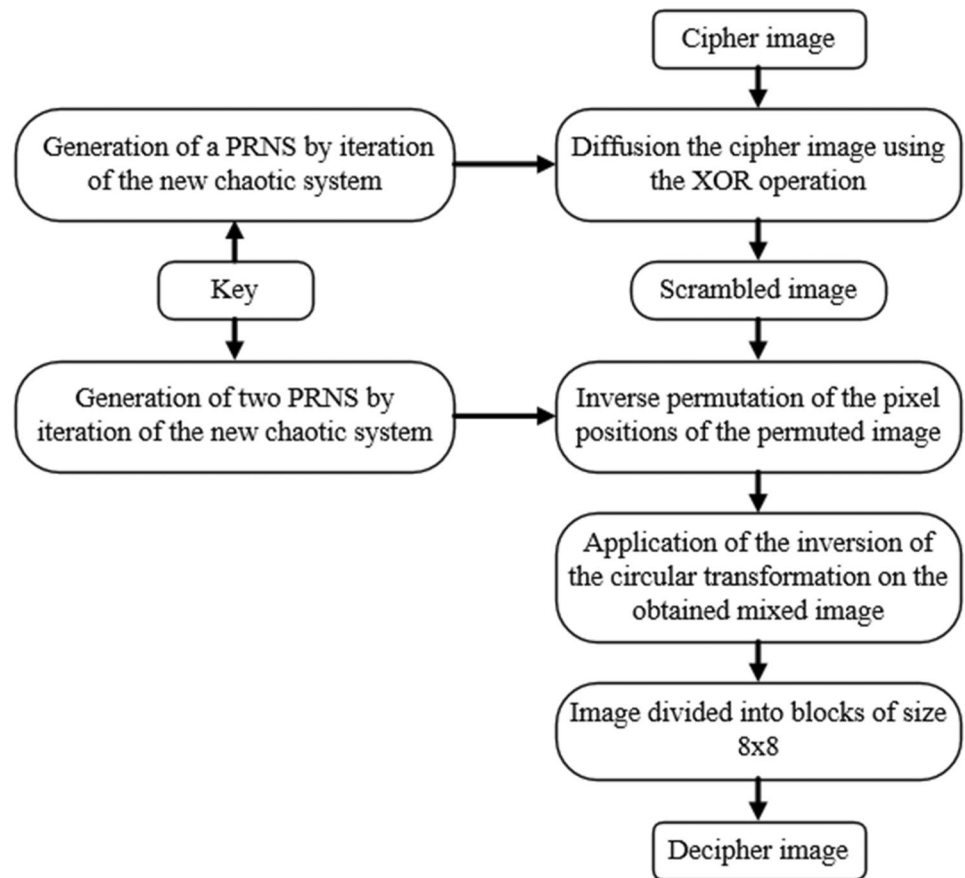 Cipher image
Generation of a PRNS by iteration
of the new chaotic system
Diffusion the cipher image using
the XOR operation
Key
Scrambled image
Generation of two PRNS by
iteration of the new chaotic system
Inverse permutation of the pixel
positions of the permuted image
Application of the inversion of
the circular transformation on the
obtained mixed image
Image divided into blocks of size
8x8
Decipher image